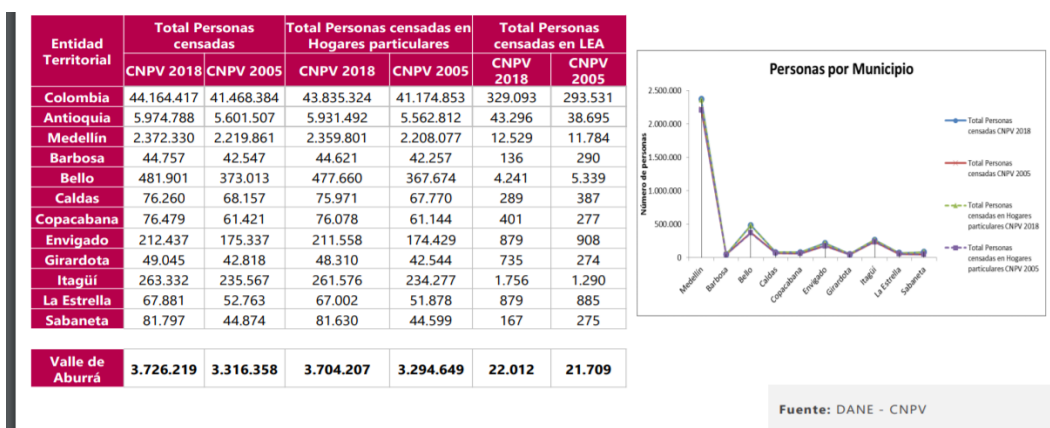 Entidad Territorial | Total Personas censadas | Total Personas censadas en Hogares particulares | Total Personas censadas en LEA
CNPV 2018 | CNPV 2005 | CNPV 2018 | CNPV 2005 | CNPV 2018 | CNPV 2005
Colombia | 44.164.417 | 41.468.384 | 43.835.324 | 41.174.853 | 329.093 | 293.531
Antioquia | 5.974.788 | 5.601.507 | 5.931.492 | 5.562.812 | 43.296 | 38.695
Medellín | 2.372.330 | 2.219.861 | 2.359.801 | 2.208.077 | 12.529 | 11.784
Barbosa | 44.757 | 42.547 | 44.621 | 42.257 | 136 | 290
Bello | 481.901 | 373.013 | 477.660 | 367.674 | 4.241 | 5.339
Caldas | 76.260 | 68.157 | 75.971 | 67.770 | 289 | 387
Copacabana | 76.479 | 61.421 | 76.078 | 61.144 | 401 | 277
Envigado | 212.437 | 175.337 | 211.558 | 174.429 | 879 | 908
Girardota | 49.045 | 42.818 | 48.310 | 42.544 | 735 | 274
Itagüí | 263.332 | 235.567 | 261.576 | 234.277 | 1.756 | 1.290
La Estrella | 67.881 | 52.763 | 67.002 | 51.878 | 879 | 885
Sabaneta | 81.797 | 44.874 | 81.630 | 44.599 | 167 | 275
Valle de Aburrá | 3.726.219 | 3.316.358 | 3.704.207 | 3.294.649 | 22.012 | 21.709
Personas por Municipio
Número de personas
2.500.000
2.000.000
1.500.000
1.000.000
500.000
0
Medellín
Barbosa
Bello
Caldas
Copacabana
Envigado
Girardota
Itagüí
La Estrella
Sabaneta
Total Personas
censadas CNPV 2018
Total Personas
censadas CNPV 2005
Total Personas
censadas en Hogares
particulares CNPV 2018
Total Personas
censadas en Hogares
particulares CNPV 2005
Fuente: DANE - CNPV